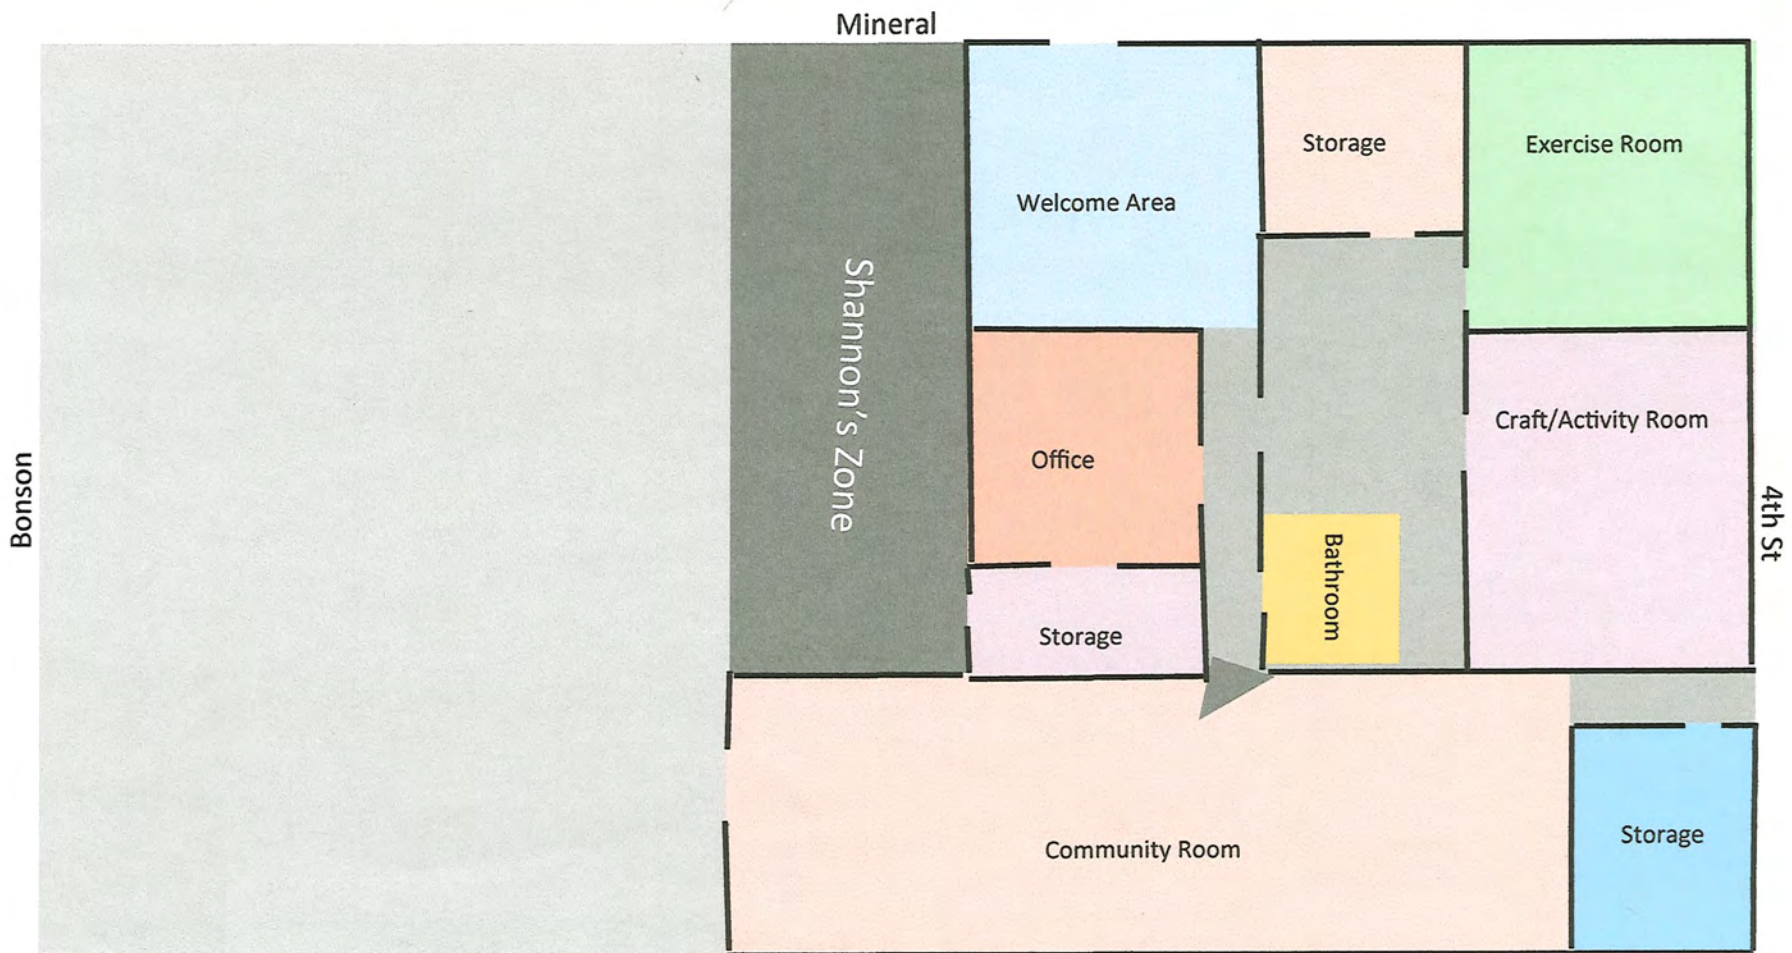 Mineral
Storage
Exercise Room
Welcome Area
Shannon's Zone
Craft/Activity Room
Office
Bonson
4th St
Bathroom
Storage
Storage
Community Room